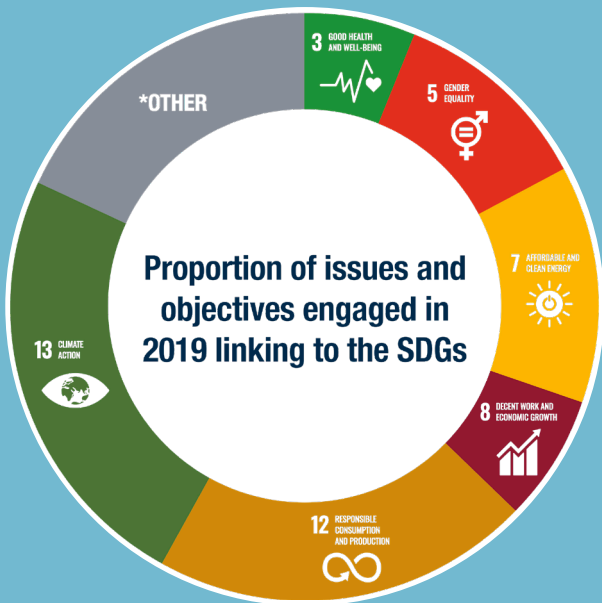 3 GOOD HEALTH
AND WELL-BEING
5 GENDER
EQUALITY
*OTHER
Proportion of issues and
objectives engaged in
2019 linking to the SDGs
7 AFFORDABLE AND
CLEAN ENERGY
13 CLIMATE
ACTION
8 DECENT WORK AND
ECONOMIC GROWTH
12 RESPONSIBLE
CONSUMPTION
AND PRODUCTION